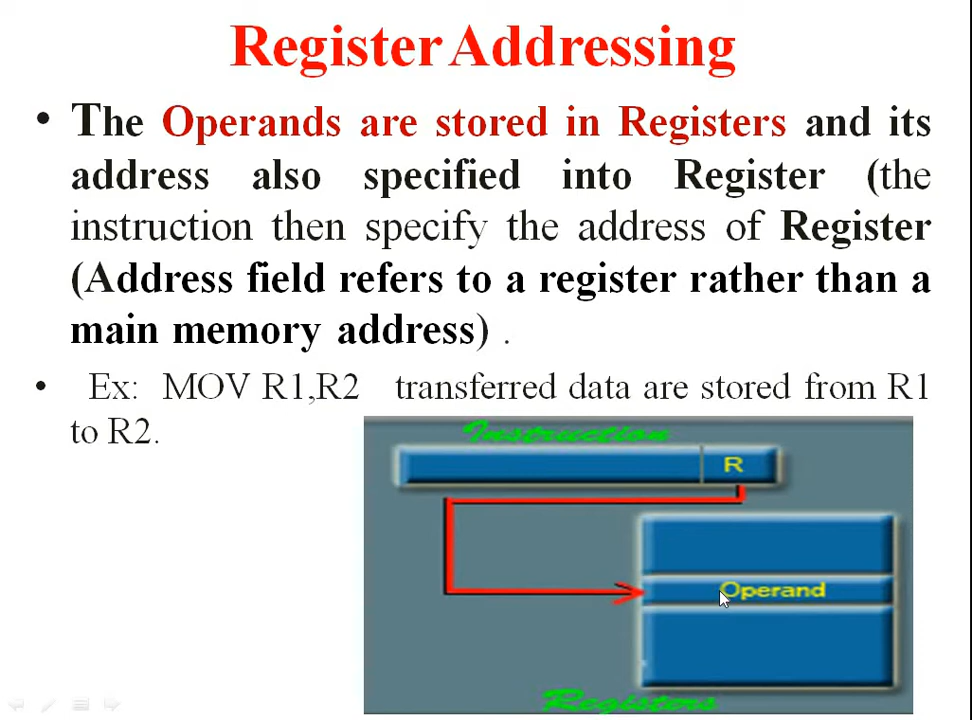 Register Addressing
• The Operands are stored in Registers and its
address also specified into Register (the
instruction then specify the address of Register
(Address field refers to a register rather than a
main memory address) .
• Ex: MOV R1,R2 transferred data are stored from R1
to R2.
Instruction
R
Operand
Registers